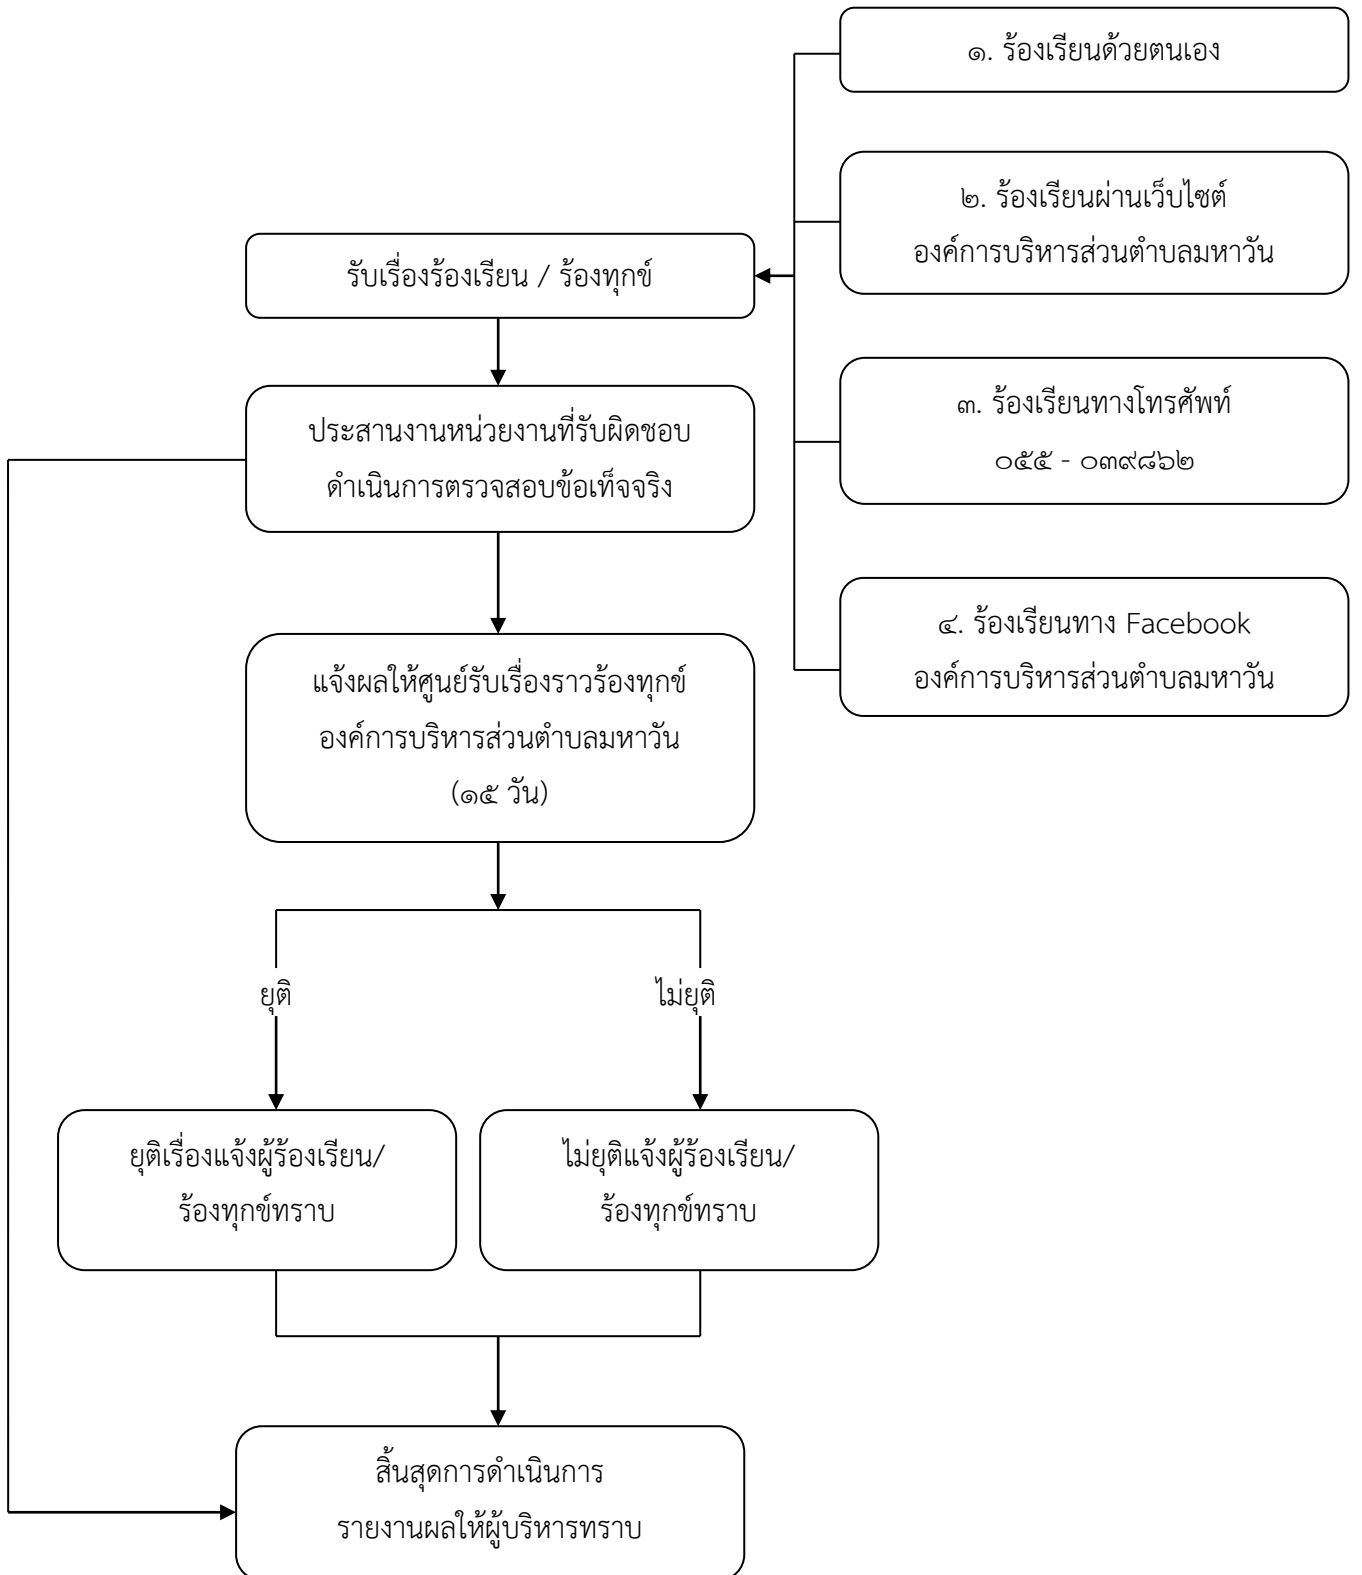 ๑. ร้องเรียนด้วยตนเอง
๒. ร้องเรียนผ่านเว็บไซต์
องค์การบริหารส่วนตำบลมหาวัน
รับเรื่องร้องเรียน / ร้องทุกข์
๓. ร้องเรียนทางโทรศัพท์
๐๕๕ - ๐๓๙๘๖๒
ประสานงานหน่วยงานที่รับผิดชอบ
ดำเนินการตรวจสอบข้อเท็จจริง
๔. ร้องเรียนทาง Facebook
องค์การบริหารส่วนตำบลมหาวัน
แจ้งผลให้ศูนย์รับเรื่องราวร้องทุกข์
องค์การบริหารส่วนตำบลมหาวัน
(๑๕ วัน)
ยุติ
ไม่ยุติ
ยุติเรื่องแจ้งผู้ร้องเรียน/
ร้องทุกข์ทราบ
ไม่ยุติแจ้งผู้ร้องเรียน/
ร้องทุกข์ทราบ
สิ้นสุดการดำเนินการ
รายงานผลให้ผู้บริหารทราบ